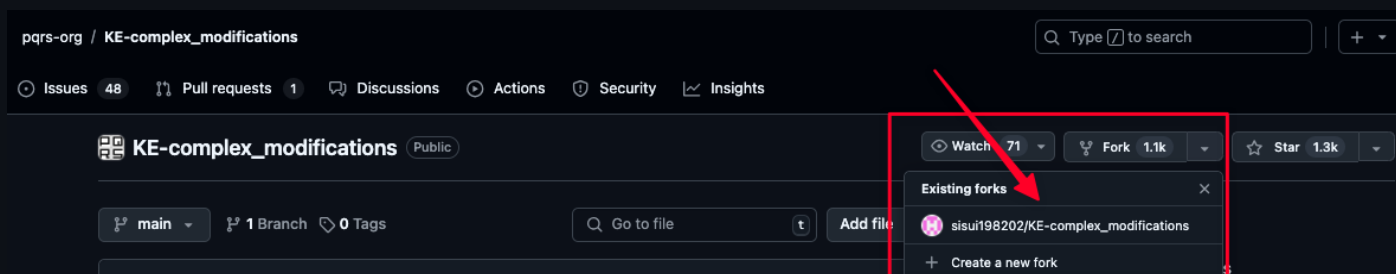 pqrs-org / KE-complex_modifications
Type / to search
Issues 48 Pull requests 1 Discussions Actions Security Insights
KE-complex_modifications Public
Watch 71 Fork 1.1k Star 1.3k
Existing forks
main 1 Branch 0 Tags Go to file t Add file
sisui198202/KE-complex_modifications
Create a new fork